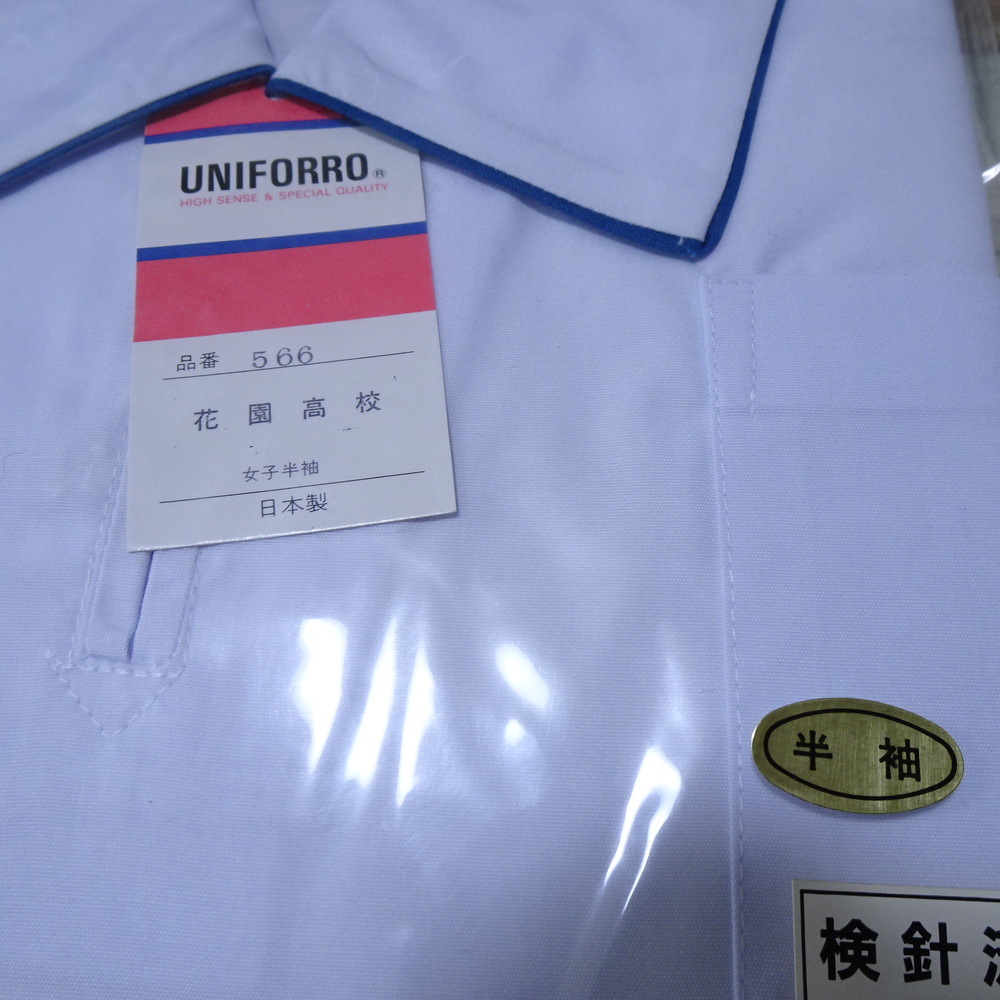 UNIFORRO®
HIGH SENSE & SPECIAL QUALITY
品番 566
花園高校
女子半袖
日本製
半袖
検針